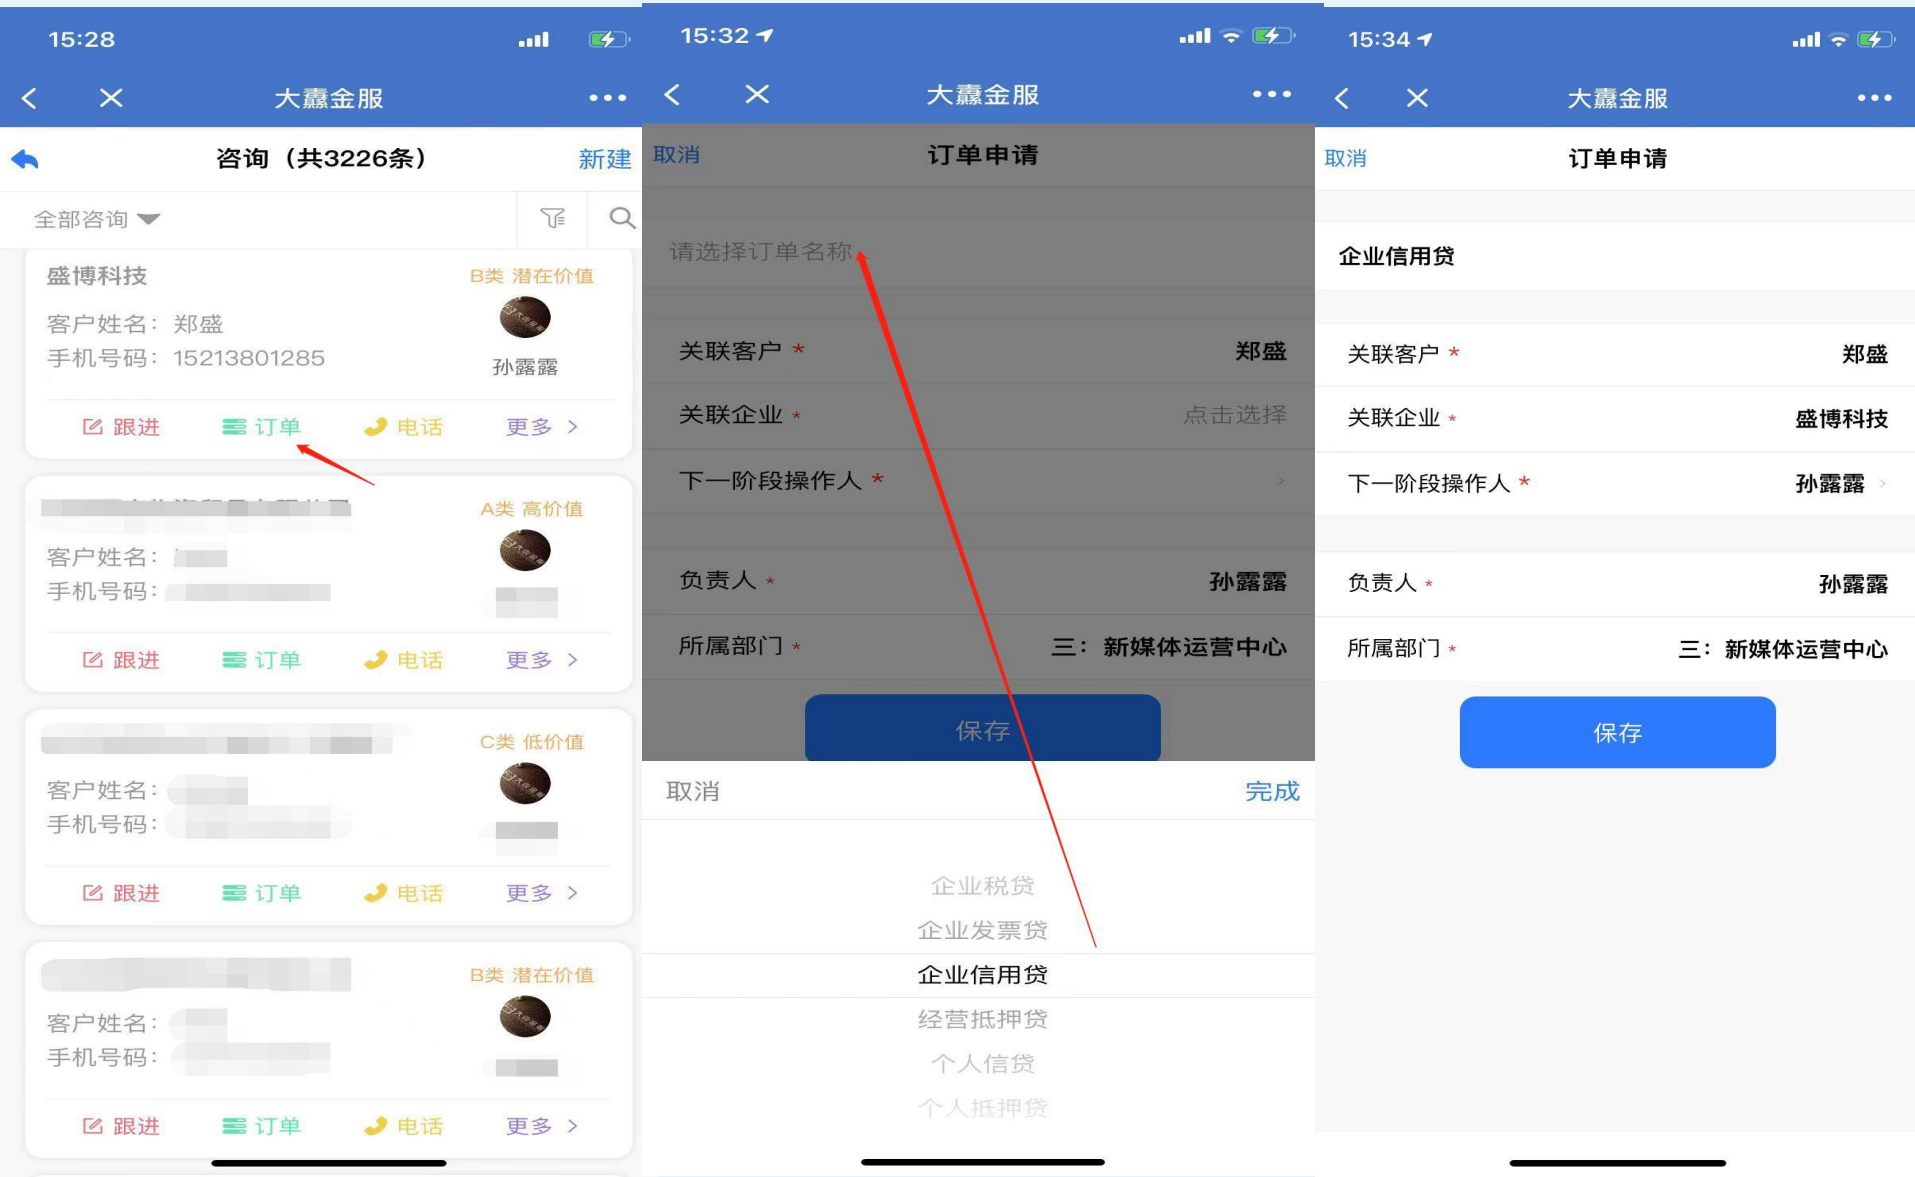 15:28
大纛金服
咨询（共3226条）
新建
全部咨询
盛博科技
B类 潜在价值
客户姓名：郑盛
手机号码：15213801285
孙露露
跟进
订单
电话
更多
A类 高价值
客户姓名：
手机号码：
跟进
订单
电话
更多
C类 低价值
客户姓名：
手机号码：
跟进
订单
电话
更多
B类 潜在价值
客户姓名：
手机号码：
跟进
订单
电话
更多
15:32
大纛金服
取消
订单申请
请选择订单名称
关联客户 *
郑盛
关联企业 *
点击选择
下一阶段操作人 *
负责人 *
孙露露
所属部门 *
三：新媒体运营中心
保存
取消
完成
企业税贷
企业发票贷
企业信用贷
经营抵押贷
个人信贷
个人抵押贷
15:34
大纛金服
取消
订单申请
企业信用贷
关联客户 *
郑盛
关联企业 *
盛博科技
下一阶段操作人 *
孙露露
负责人 *
孙露露
所属部门 *
三：新媒体运营中心
保存